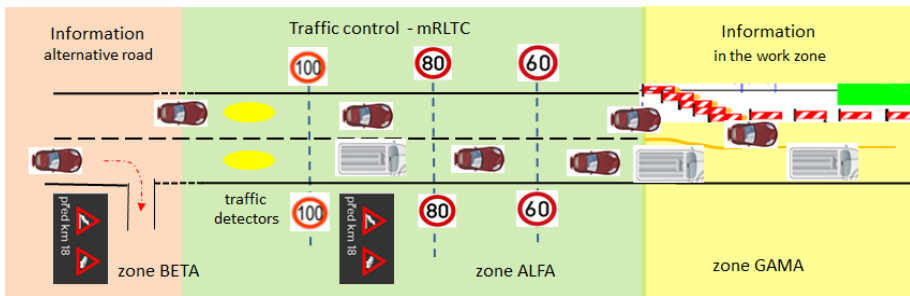 Information
alternative road
Traffic control - mRLTC
Information
in the work zone
100
80
60
traffic
detectors
100
80
60
před km 18
před km 18
zone BETA
zone ALFA
zone GAMA